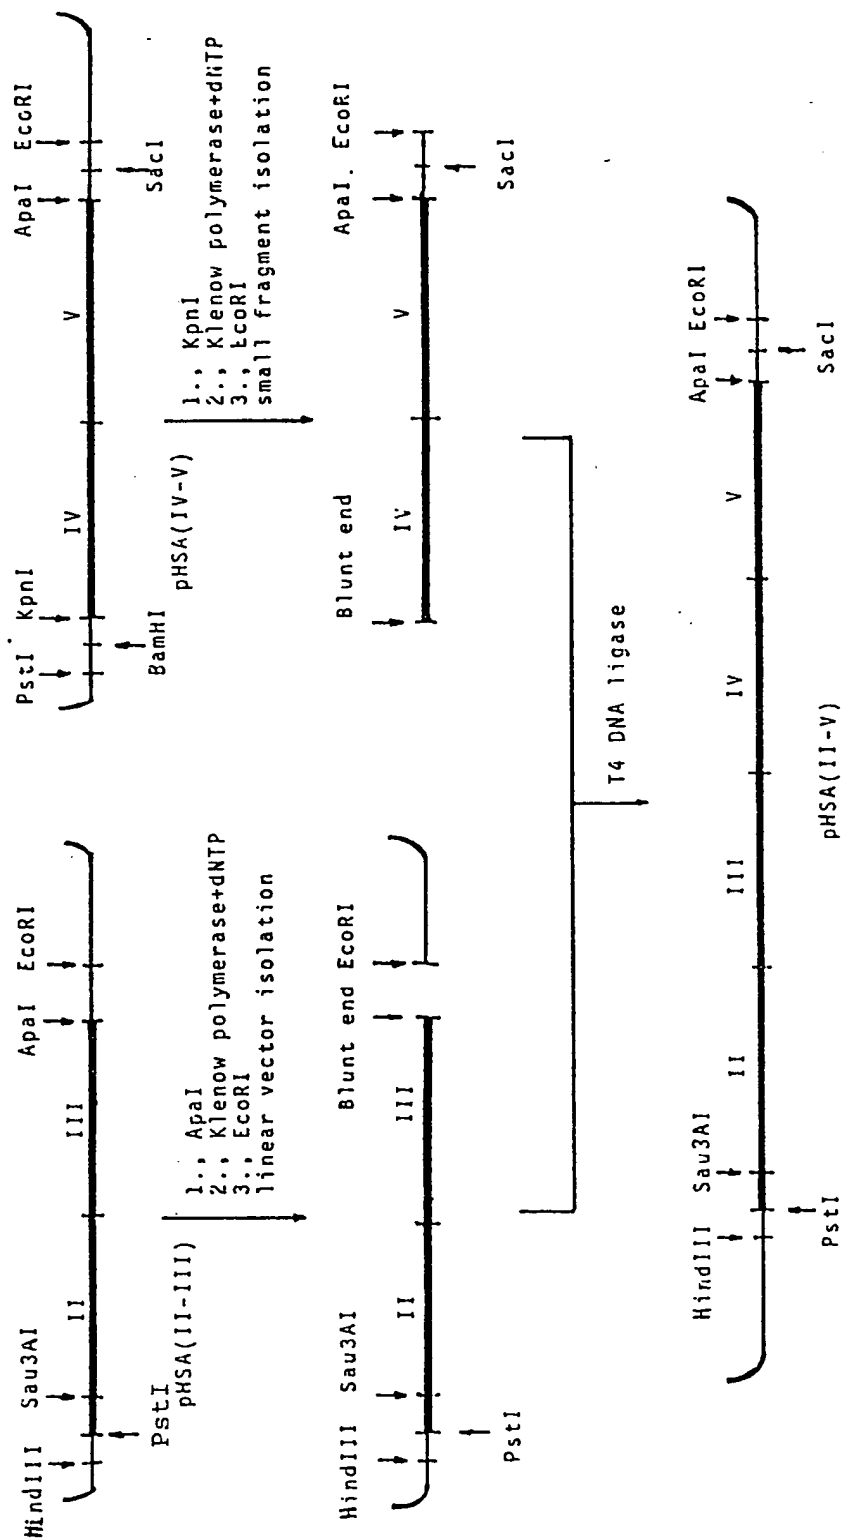 HindIII Sau3AI ApaI EcoRI
II III
PstI
pHSA(II-III)
1., ApaI
2., Klenow polymerase+dNTP
3., EcoRI
linear vector isolation
PstI KpnI ApaI EcoRI
IV V
BamHI SacI
pHSA(IV-V)
1., KpnI
2., Klenow polymerase+dNTP
3., EcoRI
small fragment isolation
HindIII Sau3AI Blunt end EcoRI
II III
PstI
Blunt end ApaI. EcoRI
IV V
SacI
T4 DNA ligase
HindIII Sau3AI ApaI EcoRI
II III IV V
PstI SacI
pHSA(II-V)